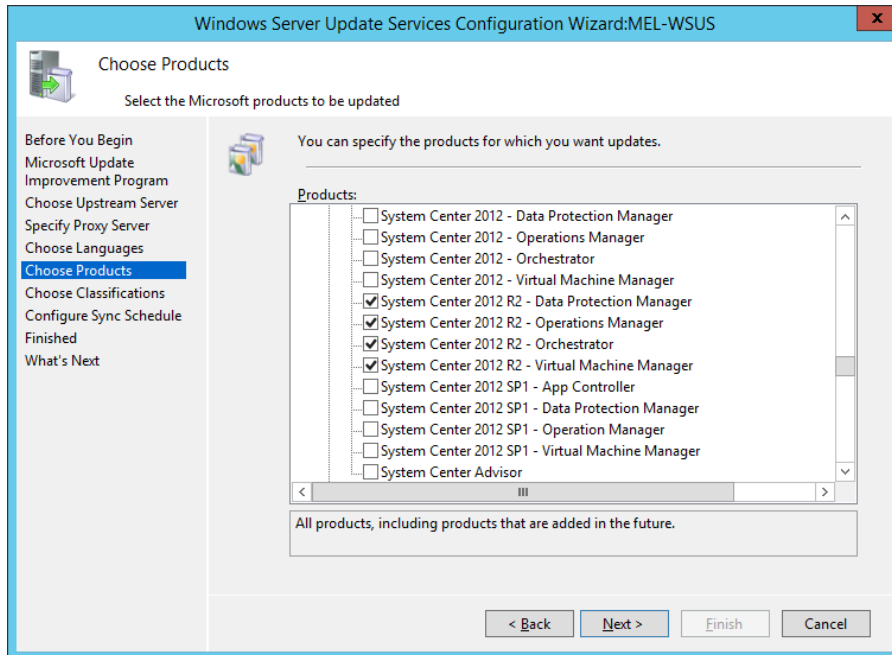 Windows Server Update Services Configuration Wizard:MEL-WSUS
x
Choose Products
Select the Microsoft products to be updated
Before You Begin
Microsoft Update
Improvement Program
Choose Upstream Server
Specify Proxy Server
Choose Languages
Choose Products
Choose Classifications
Configure Sync Schedule
Finished
What's Next
You can specify the products for which you want updates.
Products:
System Center 2012 - Data Protection Manager
System Center 2012 - Operations Manager
System Center 2012 - Orchestrator
System Center 2012 - Virtual Machine Manager
System Center 2012 R2 - Data Protection Manager
System Center 2012 R2 - Operations Manager
System Center 2012 R2 - Orchestrator
System Center 2012 R2 - Virtual Machine Manager
System Center 2012 SP1 - App Controller
System Center 2012 SP1 - Data Protection Manager
System Center 2012 SP1 - Operation Manager
System Center 2012 SP1 - Virtual Machine Manager
System Center Advisor
All products, including products that are added in the future.
< Back Next > Finish Cancel